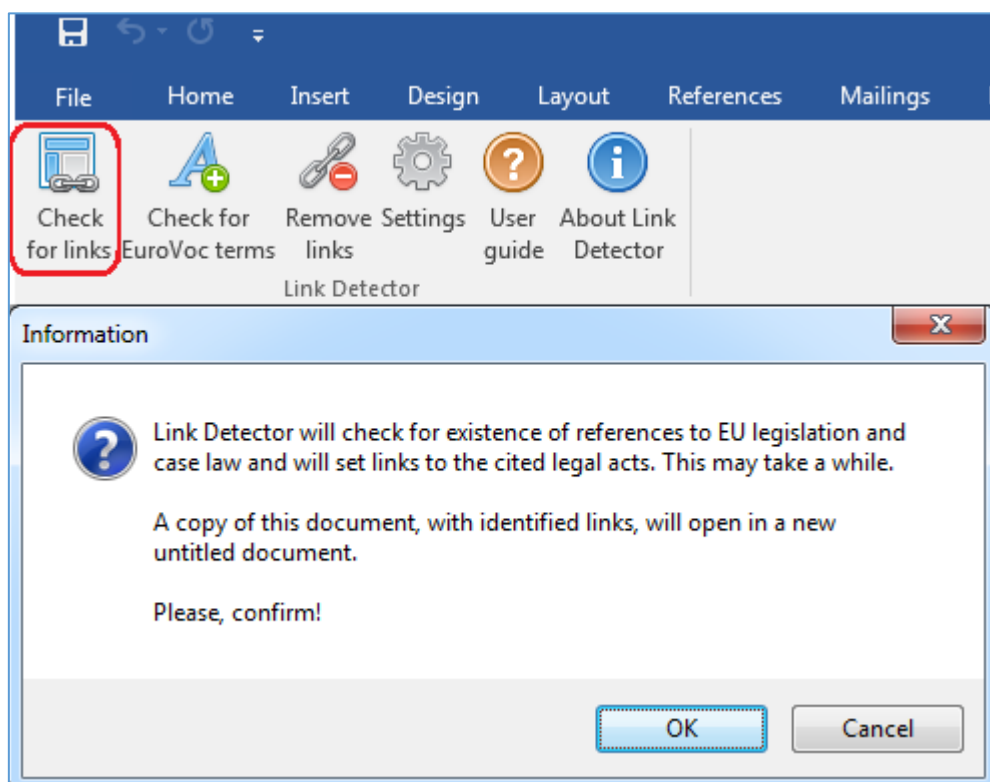 File Home Insert Design Layout References Mailings
Check for links
Check for EuroVoc terms
Remove links
Settings
User guide
About Link Detector
Link Detector
Information
Link Detector will check for existence of references to EU legislation and
case law and will set links to the cited legal acts. This may take a while.
A copy of this document, with identified links, will open in a new
untitled document.
Please, confirm!
OK Cancel